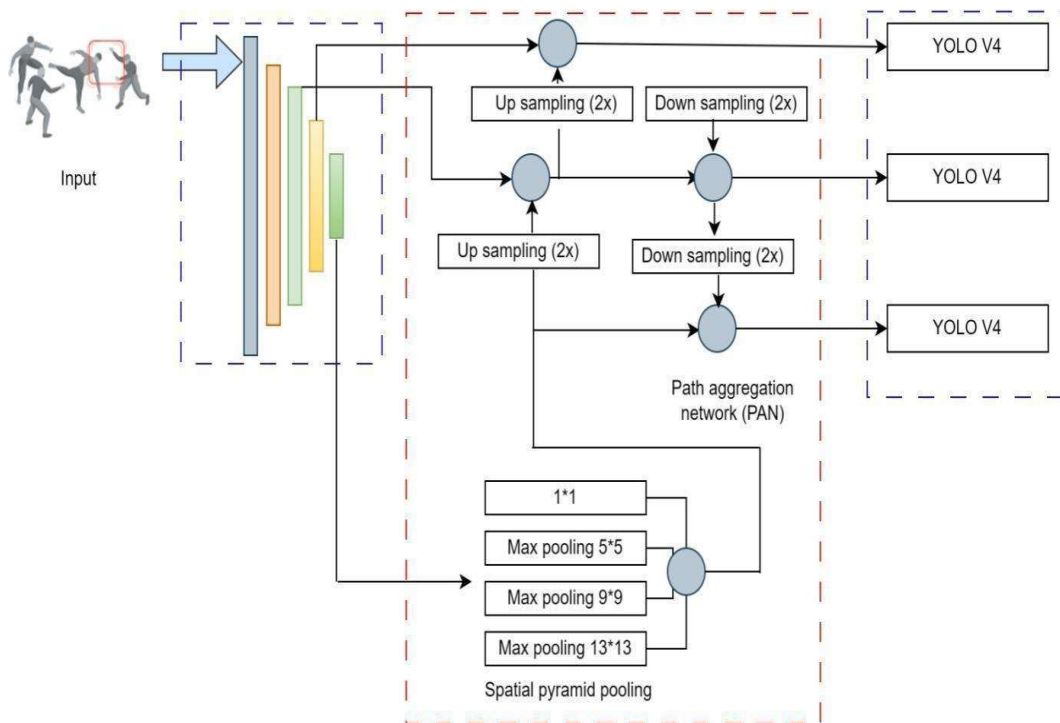 Input
YOLO V4
Up sampling (2x)
Down sampling (2x)
YOLO V4
Up sampling (2x)
Down sampling (2x)
YOLO V4
Path aggregation
network (PAN)
1*1
Max pooling 5*5
Max pooling 9*9
Max pooling 13*13
Spatial pyramid pooling